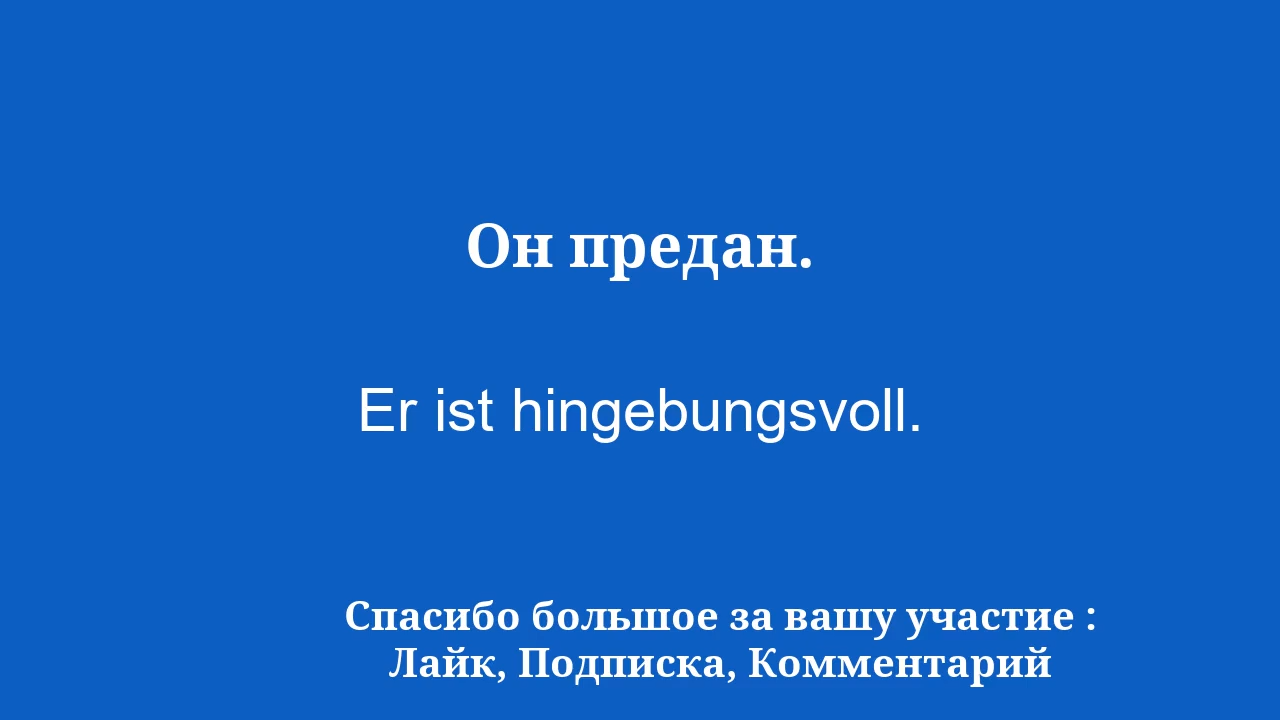 Он предан.
Er ist hingebungsvoll.
Спасибо большое за вашу участие :
Лайк, Подписка, Комментарий